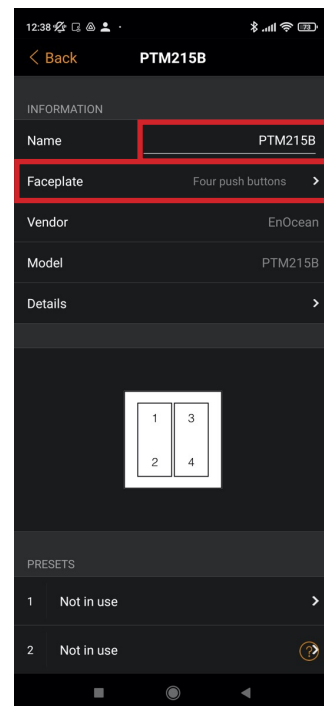 12:38 73
Back PTM215B
INFORMATION
Name PTM215B
Faceplate Four push buttons
Vendor EnOcean
Model PTM215B
Details
1 3
2 4
PRESETS
1 Not in use
2 Not in use ?